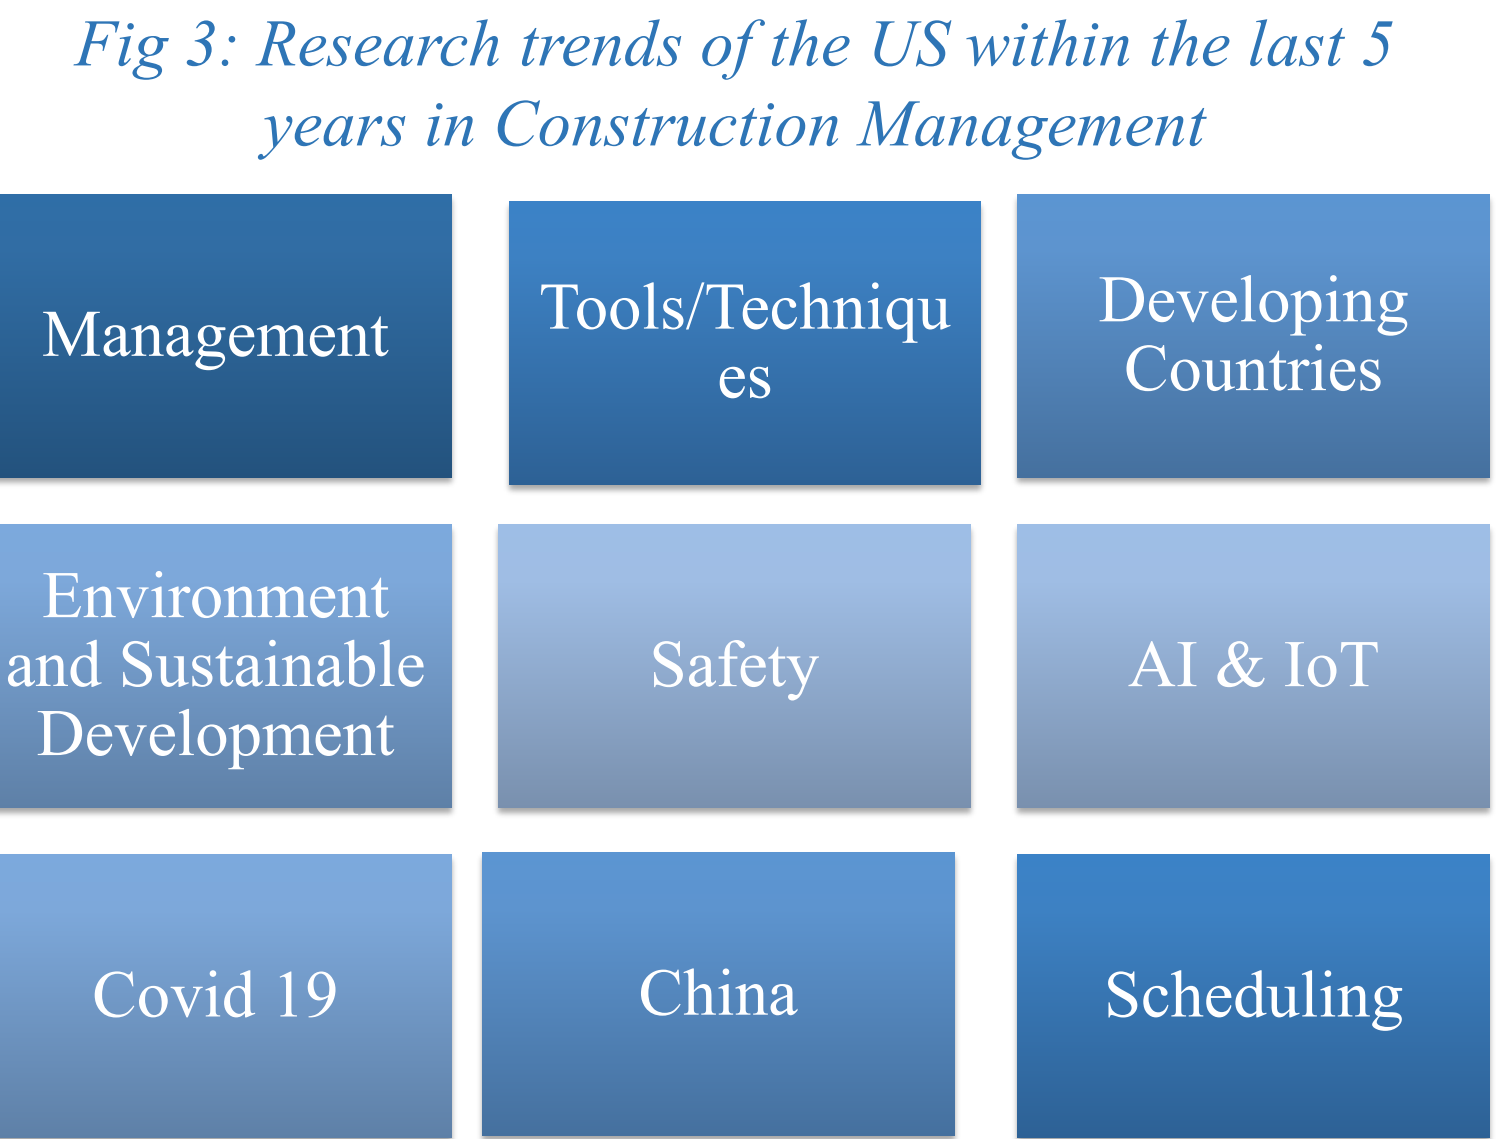 Fig 3: Research trends of the US within the last 5
years in Construction Management
Management
Tools/Techniqu
es
Developing
Countries
Environment
and Sustainable
Development
Safety
AI & IoT
Covid 19
China
Scheduling